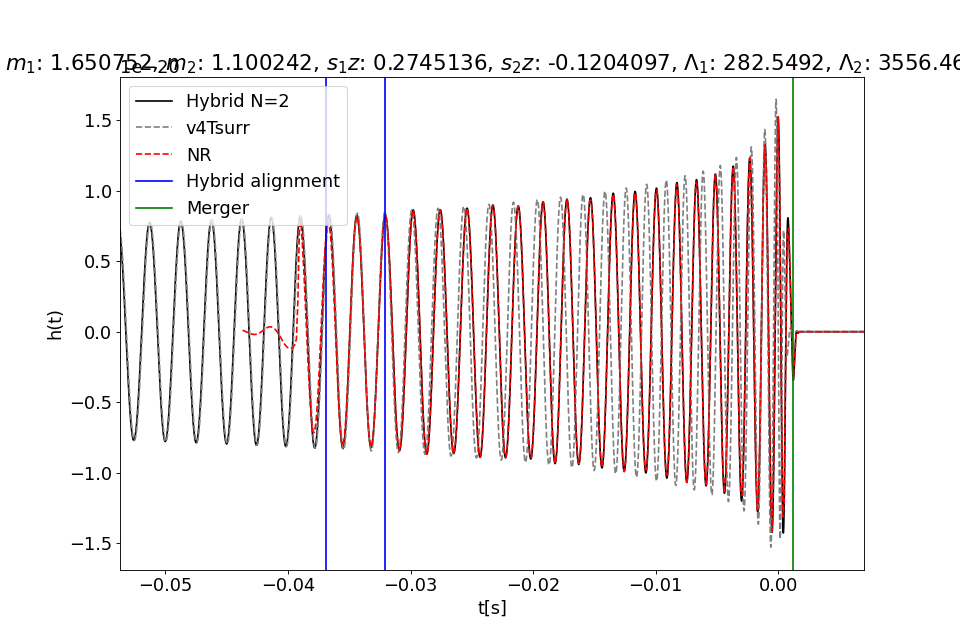 m₁: 1.650752, m₂: 1.100242, s₁z: 0.2745136, s₂z: -0.1204097, Λ₁: 282.5492, Λ₂: 3556.46
1e−20
Hybrid N=2
v4Tsurr
NR
Hybrid alignment
Merger
1.5
1.0
0.5
0.0
−0.5
−1.0
−1.5
h(t)
−0.05 −0.04 −0.03 −0.02 −0.01 0.00
t[s]